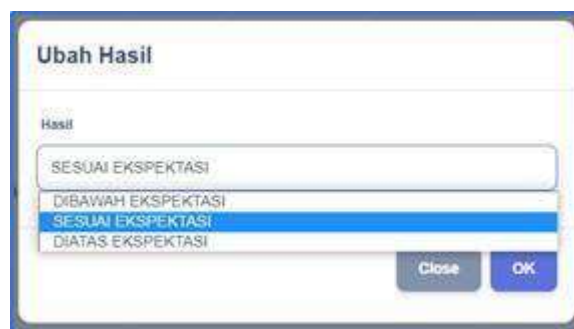 Ubah Hasil
Hasil
SESUAI EKSPEKTASI
DIBAWAH EKSPEKTASI
SESUAI EKSPEKTASI
DIATAS EKSPEKTASI
Close OK